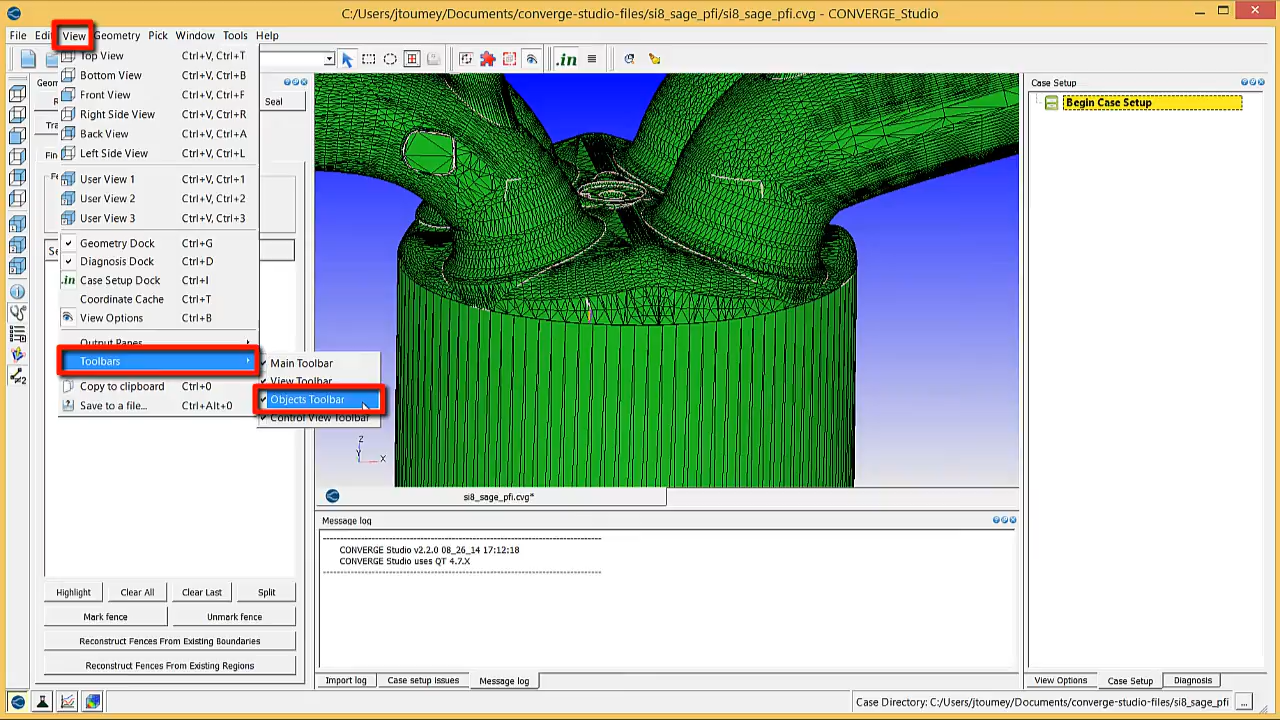 C:/Users/jtoumey/Documents/converge-studio-files/si8_sage_pfi/si8_sage_pfi.cvg - CONVERGE_Studio
File Edi View Geometry Pick Window Tools Help
Top View Ctrl+V, Ctrl+T
Bottom View Ctrl+V, Ctrl+B
Front View Ctrl+V, Ctrl+F
Right Side View Ctrl+V, Ctrl+R
Back View Ctrl+V, Ctrl+A
Left Side View Ctrl+V, Ctrl+L
User View 1 Ctrl+V, Ctrl+1
User View 2 Ctrl+V, Ctrl+2
User View 3 Ctrl+V, Ctrl+3
Geometry Dock Ctrl+G
Diagnosis Dock Ctrl+D
.in Case Setup Dock Ctrl+I
Coordinate Cache Ctrl+T
View Options Ctrl+B
Output Panes
Toolbars
Copy to clipboard Ctrl+0
Save to a file... Ctrl+Alt+0
Main Toolbar
View Toolbar
Objects Toolbar
Control View Toolbar
.in
Geo
Seal
Tra
Fin
Fe
Se
Highlight Clear All Clear Last Split
Mark fence Unmark fence
Reconstruct Fences From Existing Boundaries
Reconstruct Fences From Existing Regions
Z
Y
X
si8_sage_pfi.cvg*
Message log
CONVERGE Studio v2.2.0 08_26_14 17:12:18
CONVERGE Studio uses QT 4.7.X
Import log Case setup issues Message log
Case Setup
Begin Case Setup
View Options Case Setup Diagnosis
Case Directory: C:/Users/jtoumey/Documents/converge-studio-files/si8_sage_pfi ...